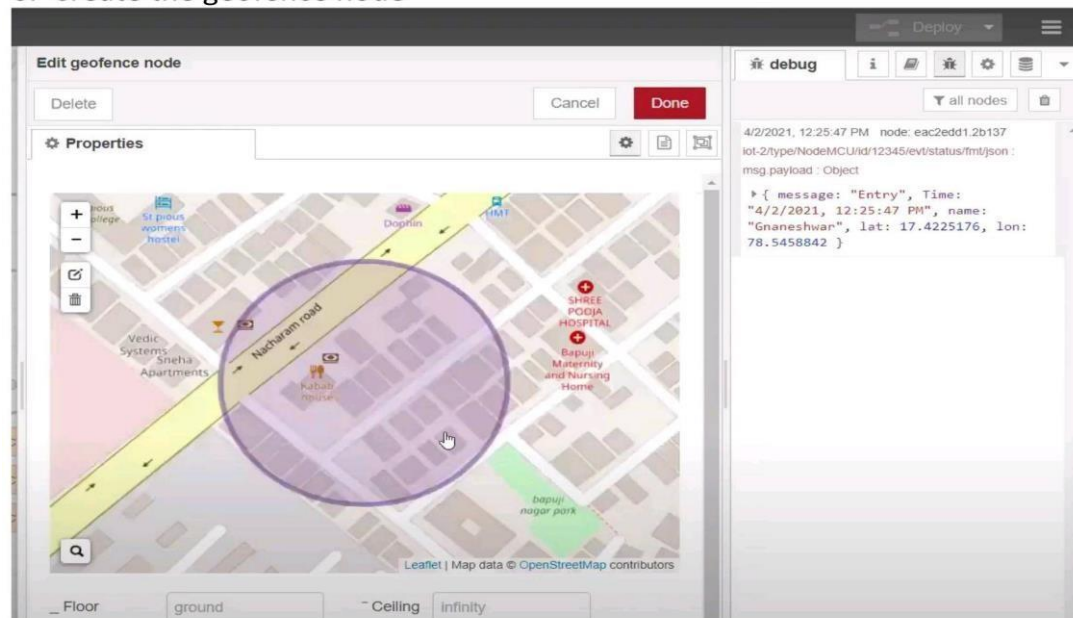 Deploy
Edit geofence node
debug
i
Delete
Cancel
Done
all nodes
Properties
4/2/2021, 12:25:47 PM node: eac2edd1.2b137
iot-2/type/NodeMCU/id/12345/evt/status/fmt/json :
msg.payload : Object
{ message: "Entry", Time:
"4/2/2021, 12:25:47 PM", name:
"Gnaneshwar", lat: 17.4225176, lon:
78.5458842 }
+
−
St pious
womens
hostel
Dophin
HMT
Nacharam road
SHREE
POOJA
HOSPITAL
Bapuji
Maternity
and Nursing
Home
Vedic
Systems
Sneha
Apartments
Kabab
house
bapuji
nagar park
Leaflet | Map data © OpenStreetMap contributors
_ Floor
ground
‾ Ceiling
infinity